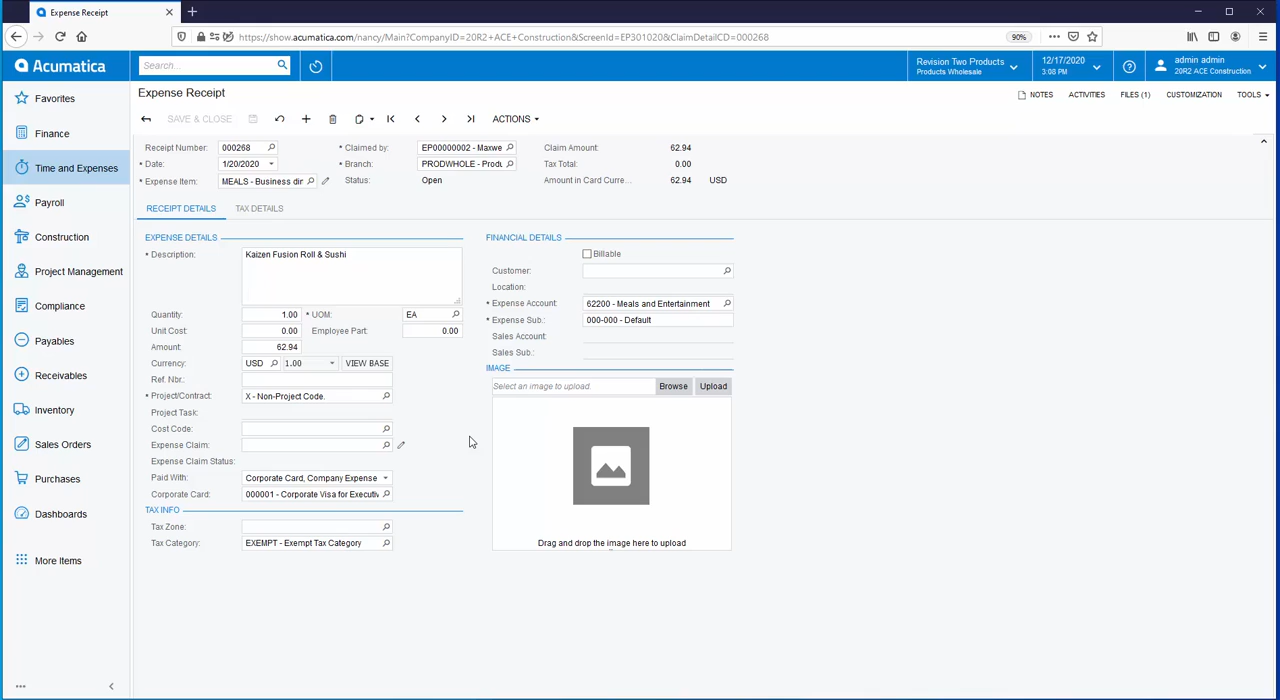 Expense Receipt
https://show.acumatica.com/nancy/Main?CompanyID=20R2+ACE+Construction&ScreenId=EP301020&ClaimDetailCD=000268
90%
Acumatica
Search...
Revision Two Products
Products Wholesale
12/17/2020
3:08 PM
admin admin
20R2 ACE Construction
Favorites
Finance
Time and Expenses
Payroll
Construction
Project Management
Compliance
Payables
Receivables
Inventory
Sales Orders
Purchases
Dashboards
More Items
Expense Receipt
NOTES
ACTIVITIES
FILES (1)
CUSTOMIZATION
TOOLS
SAVE & CLOSE
ACTIONS
Receipt Number: 000268
* Claimed by: EP00000002 - Maxwe
Claim Amount: 62.94
* Date: 1/20/2020
* Branch: PRODWHOLE - Produ
Tax Total: 0.00
* Expense Item: MEALS - Business dir
Status: Open
Amount in Card Curre... 62.94 USD
RECEIPT DETAILS
TAX DETAILS
EXPENSE DETAILS
* Description: Kaizen Fusion Roll & Sushi
Quantity: 1.00 * UOM: EA
Unit Cost: 0.00 Employee Part: 0.00
Amount: 62.94
Currency: USD 1.00 VIEW BASE
Ref. Nbr.:
* Project/Contract: X - Non-Project Code.
Project Task:
Cost Code:
Expense Claim:
Expense Claim Status:
Paid With: Corporate Card, Company Expense
Corporate Card: 000001 - Corporate Visa for Executiv
TAX INFO
Tax Zone:
Tax Category: EXEMPT - Exempt Tax Category
FINANCIAL DETAILS
Billable
Customer:
Location:
* Expense Account: 62200 - Meals and Entertainment
* Expense Sub.: 000-000 - Default
Sales Account:
Sales Sub.:
IMAGE
Select an image to upload.
Browse
Upload
Drag and drop the image here to upload